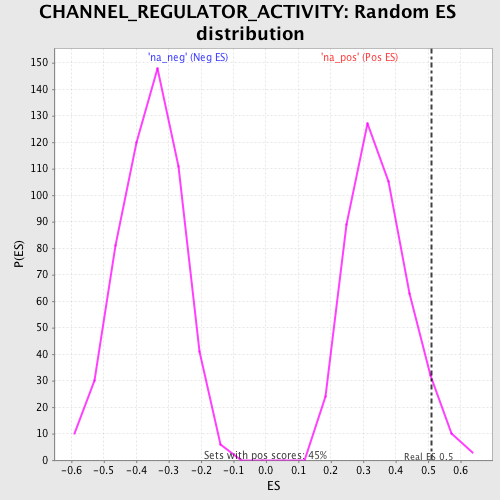 CHANNEL_REGULATOR_ACTIVITY: Random ES
distribution
'na_neg' (Neg ES) 'na_pos' (Pos ES)
150
140
130
120
110
100
90
80
70
60
50
40
30
20
10
0
P(ES)
Sets with pos scores: 45% Real ES 0.5
-0.6 -0.5 -0.4 -0.3 -0.2 -0.1 0.0 0.1 0.2 0.3 0.4 0.5 0.6
ES